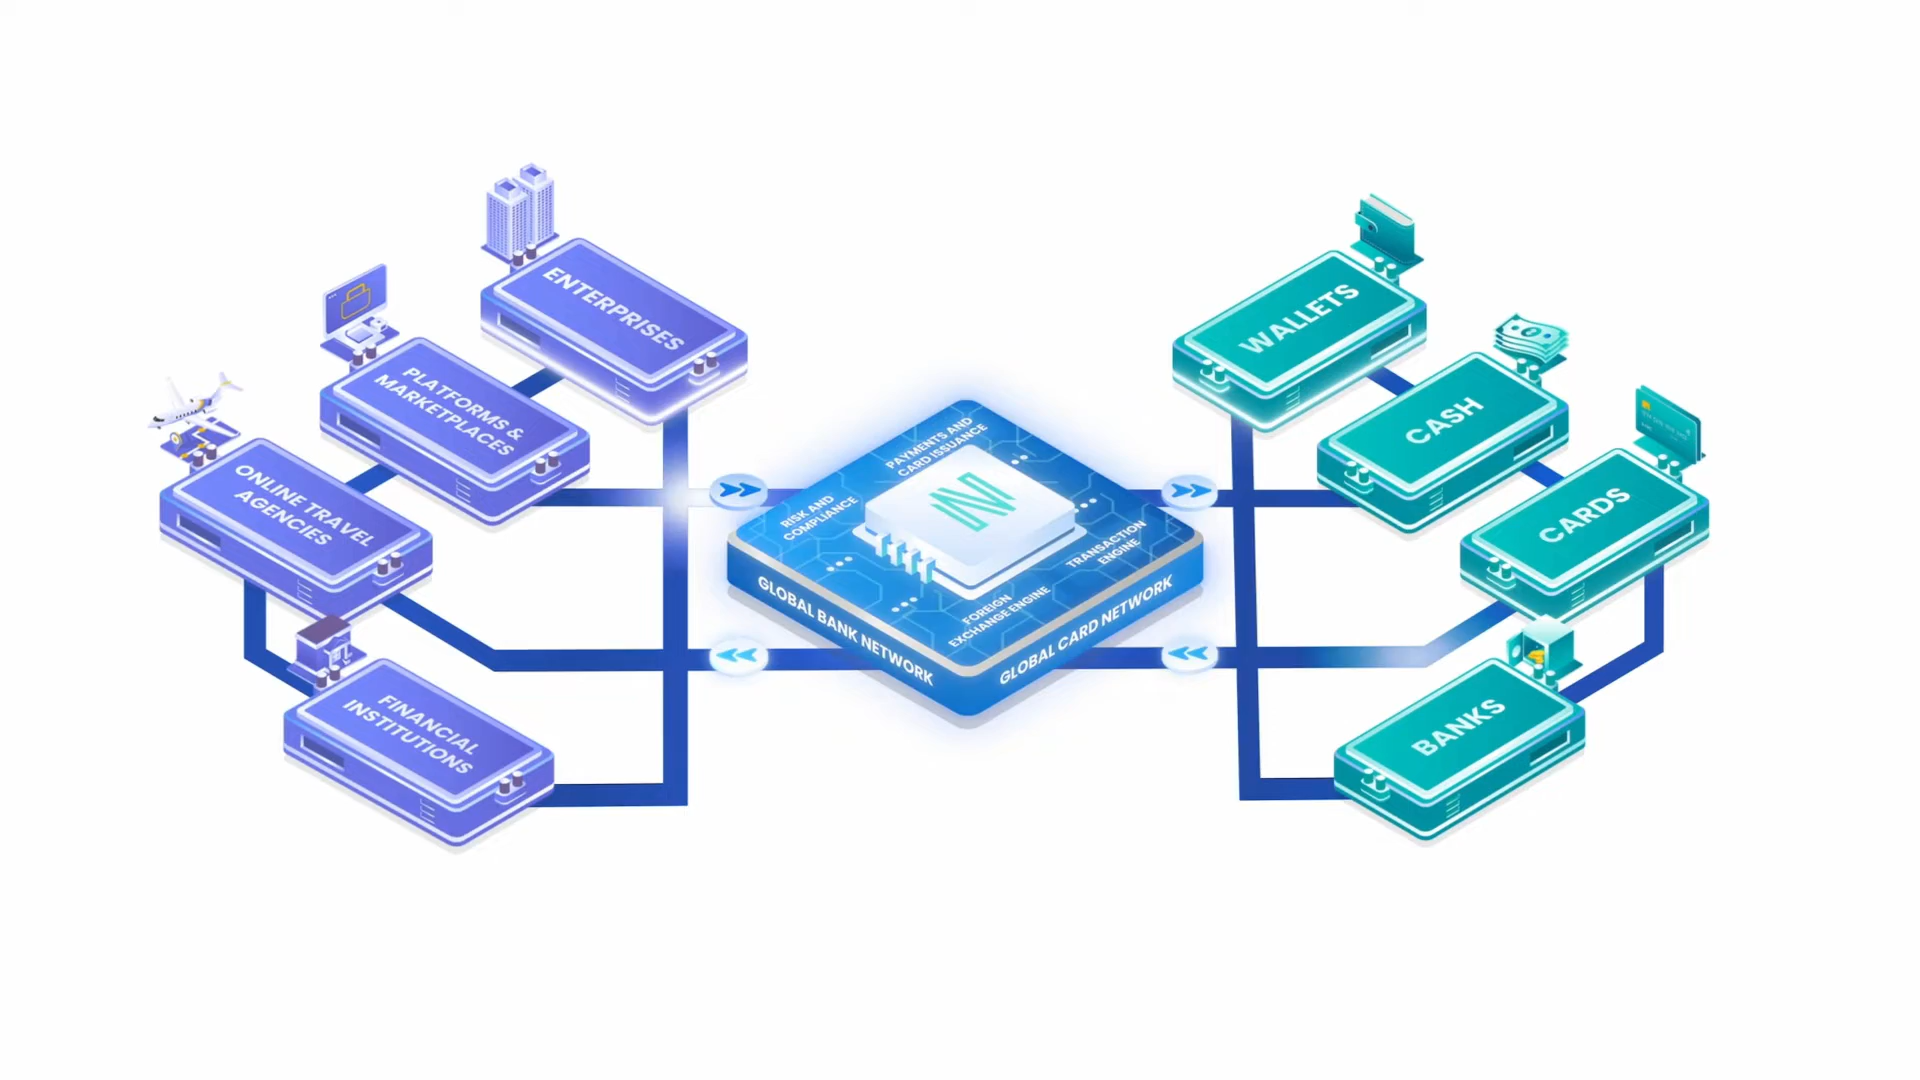 ENTERPRISES
PLATFORMS &
MARKETPLACES
ONLINE TRAVEL
AGENCIES
FINANCIAL
INSTITUTIONS
PAYMENTS AND
CARD ISSUANCE
RISK AND
COMPLIANCE
TRANSACTION
ENGINE
FOREIGN
EXCHANGE ENGINE
GLOBAL BANK NETWORK
GLOBAL CARD NETWORK
WALLETS
CASH
CARDS
BANKS